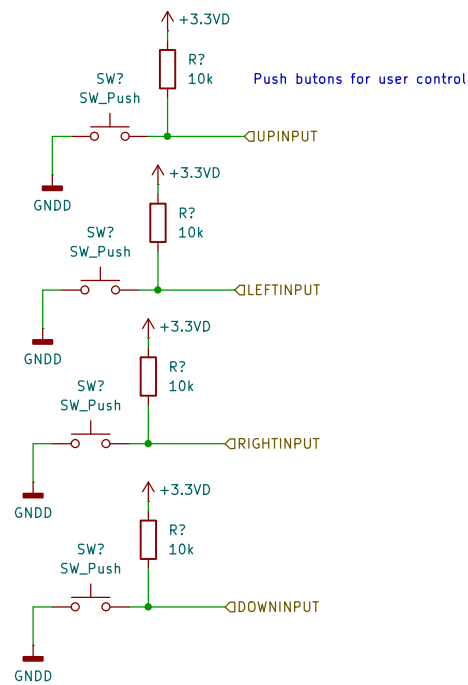 +3.3VD
R?
10k
Push butons for user control
SW?
SW_Push
UPINPUT
GNDD
+3.3VD
R?
10k
SW?
SW_Push
LEFTINPUT
GNDD
+3.3VD
R?
10k
SW?
SW_Push
RIGHTINPUT
GNDD
+3.3VD
R?
10k
SW?
SW_Push
DOWNINPUT
GNDD